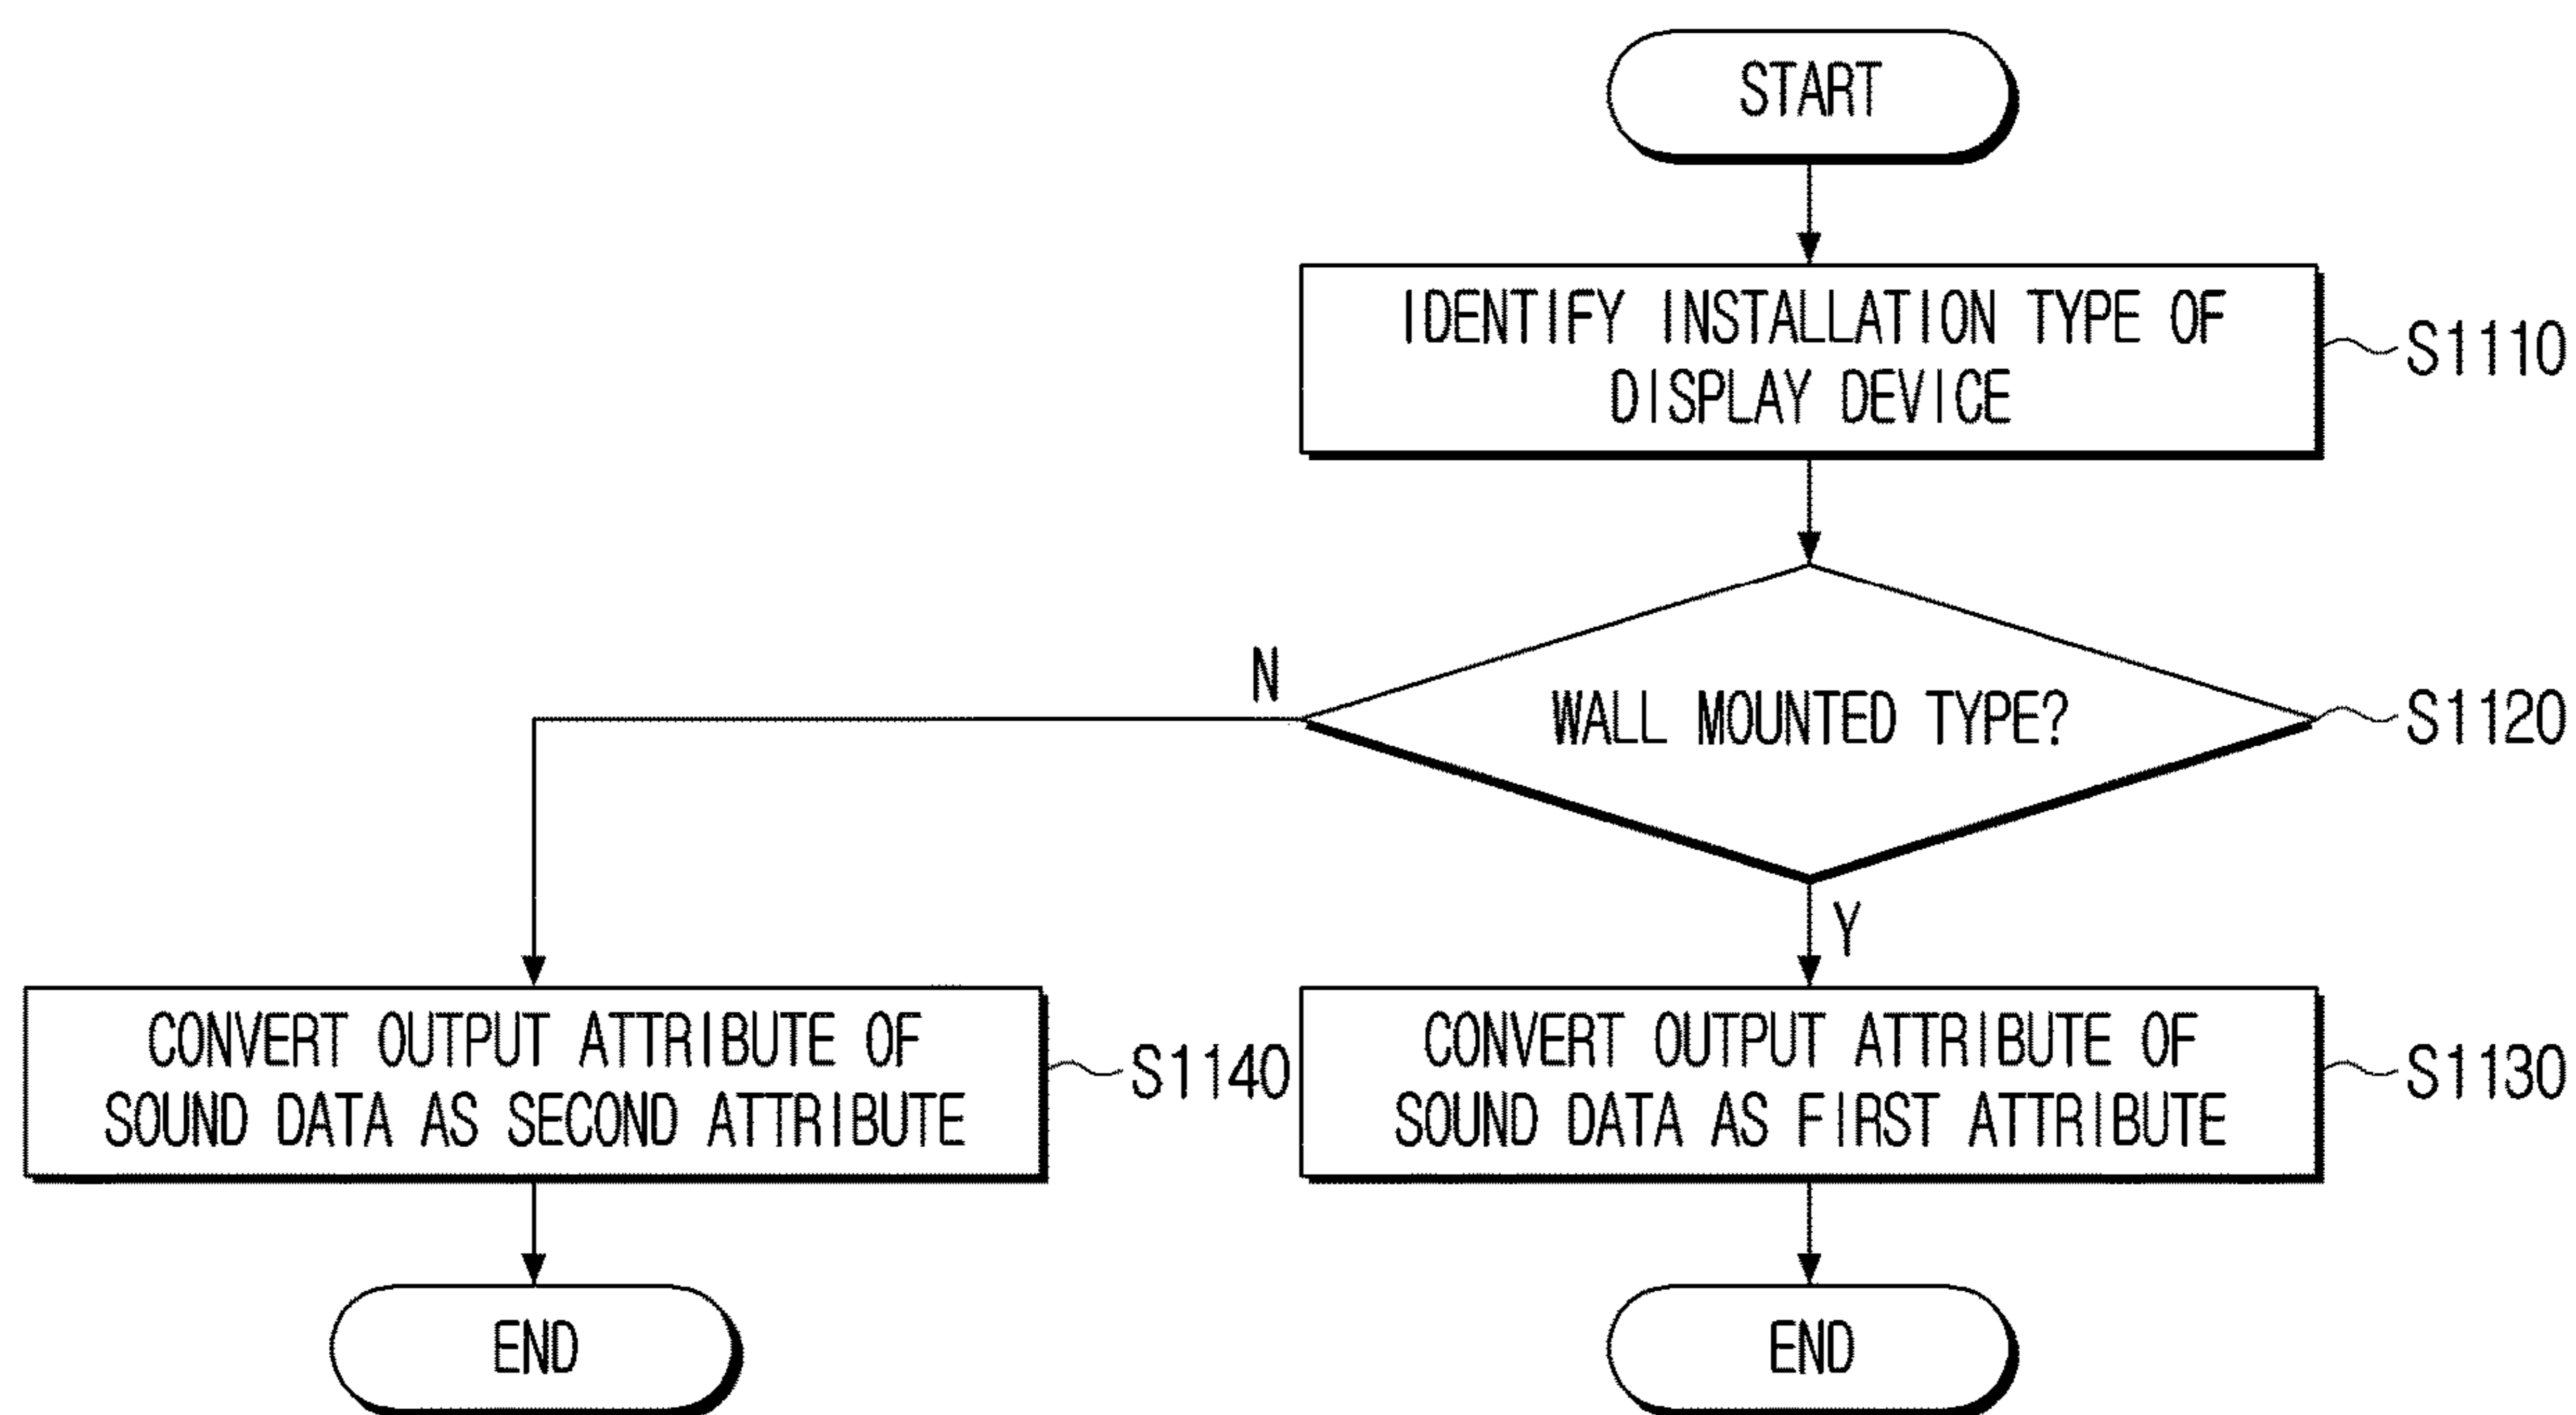 START
IDENTIFY INSTALLATION TYPE OF
DISPLAY DEVICE
S1110
WALL MOUNTED TYPE?
S1120
N
Y
CONVERT OUTPUT ATTRIBUTE OF
SOUND DATA AS SECOND ATTRIBUTE
S1140
CONVERT OUTPUT ATTRIBUTE OF
SOUND DATA AS FIRST ATTRIBUTE
S1130
END
END